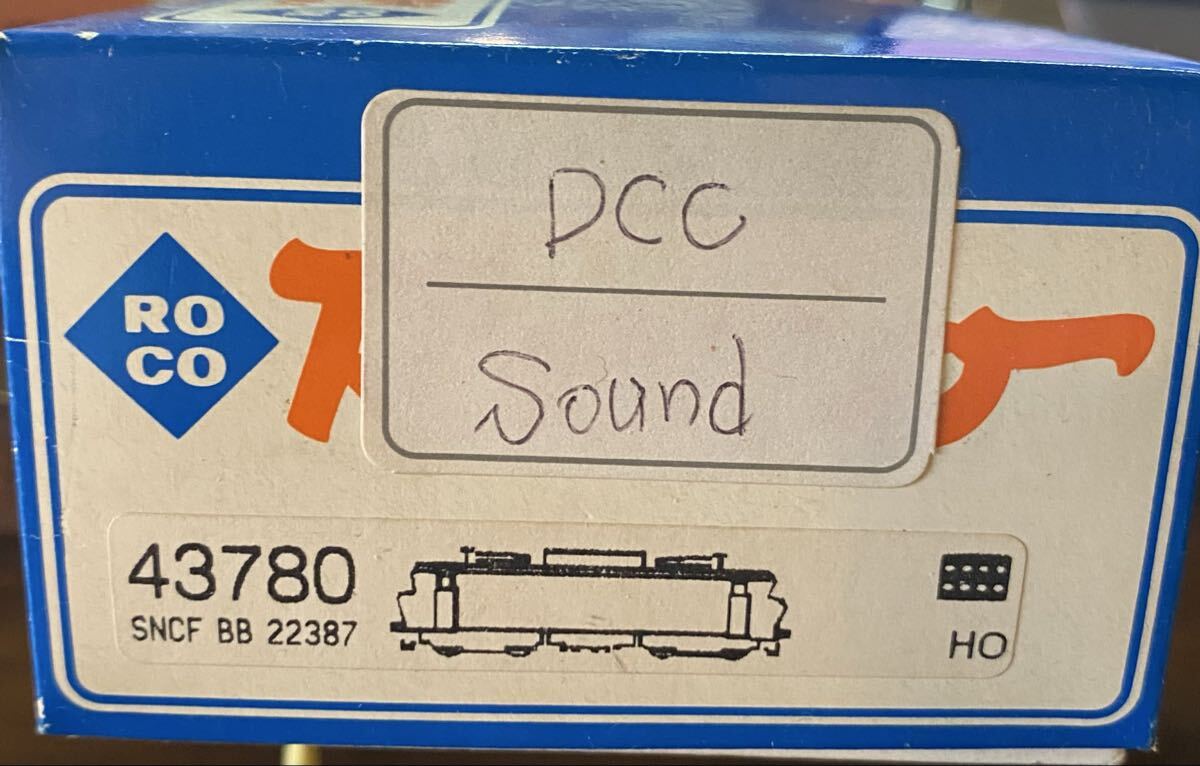 DCC
Sound
RO
CO
43780
SNCF BB 22387
HO